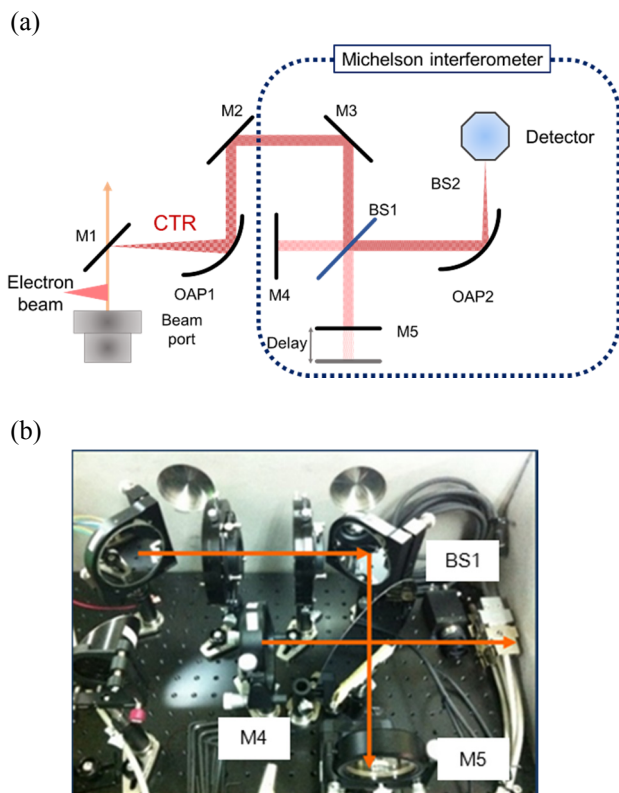 (a)
Michelson interferometer
M2
M3
Detector
BS2
CTR
BS1
M1
Electron
beam
OAP1
M4
OAP2
Beam
port
M5
Delay
(b)
BS1
M4
M5